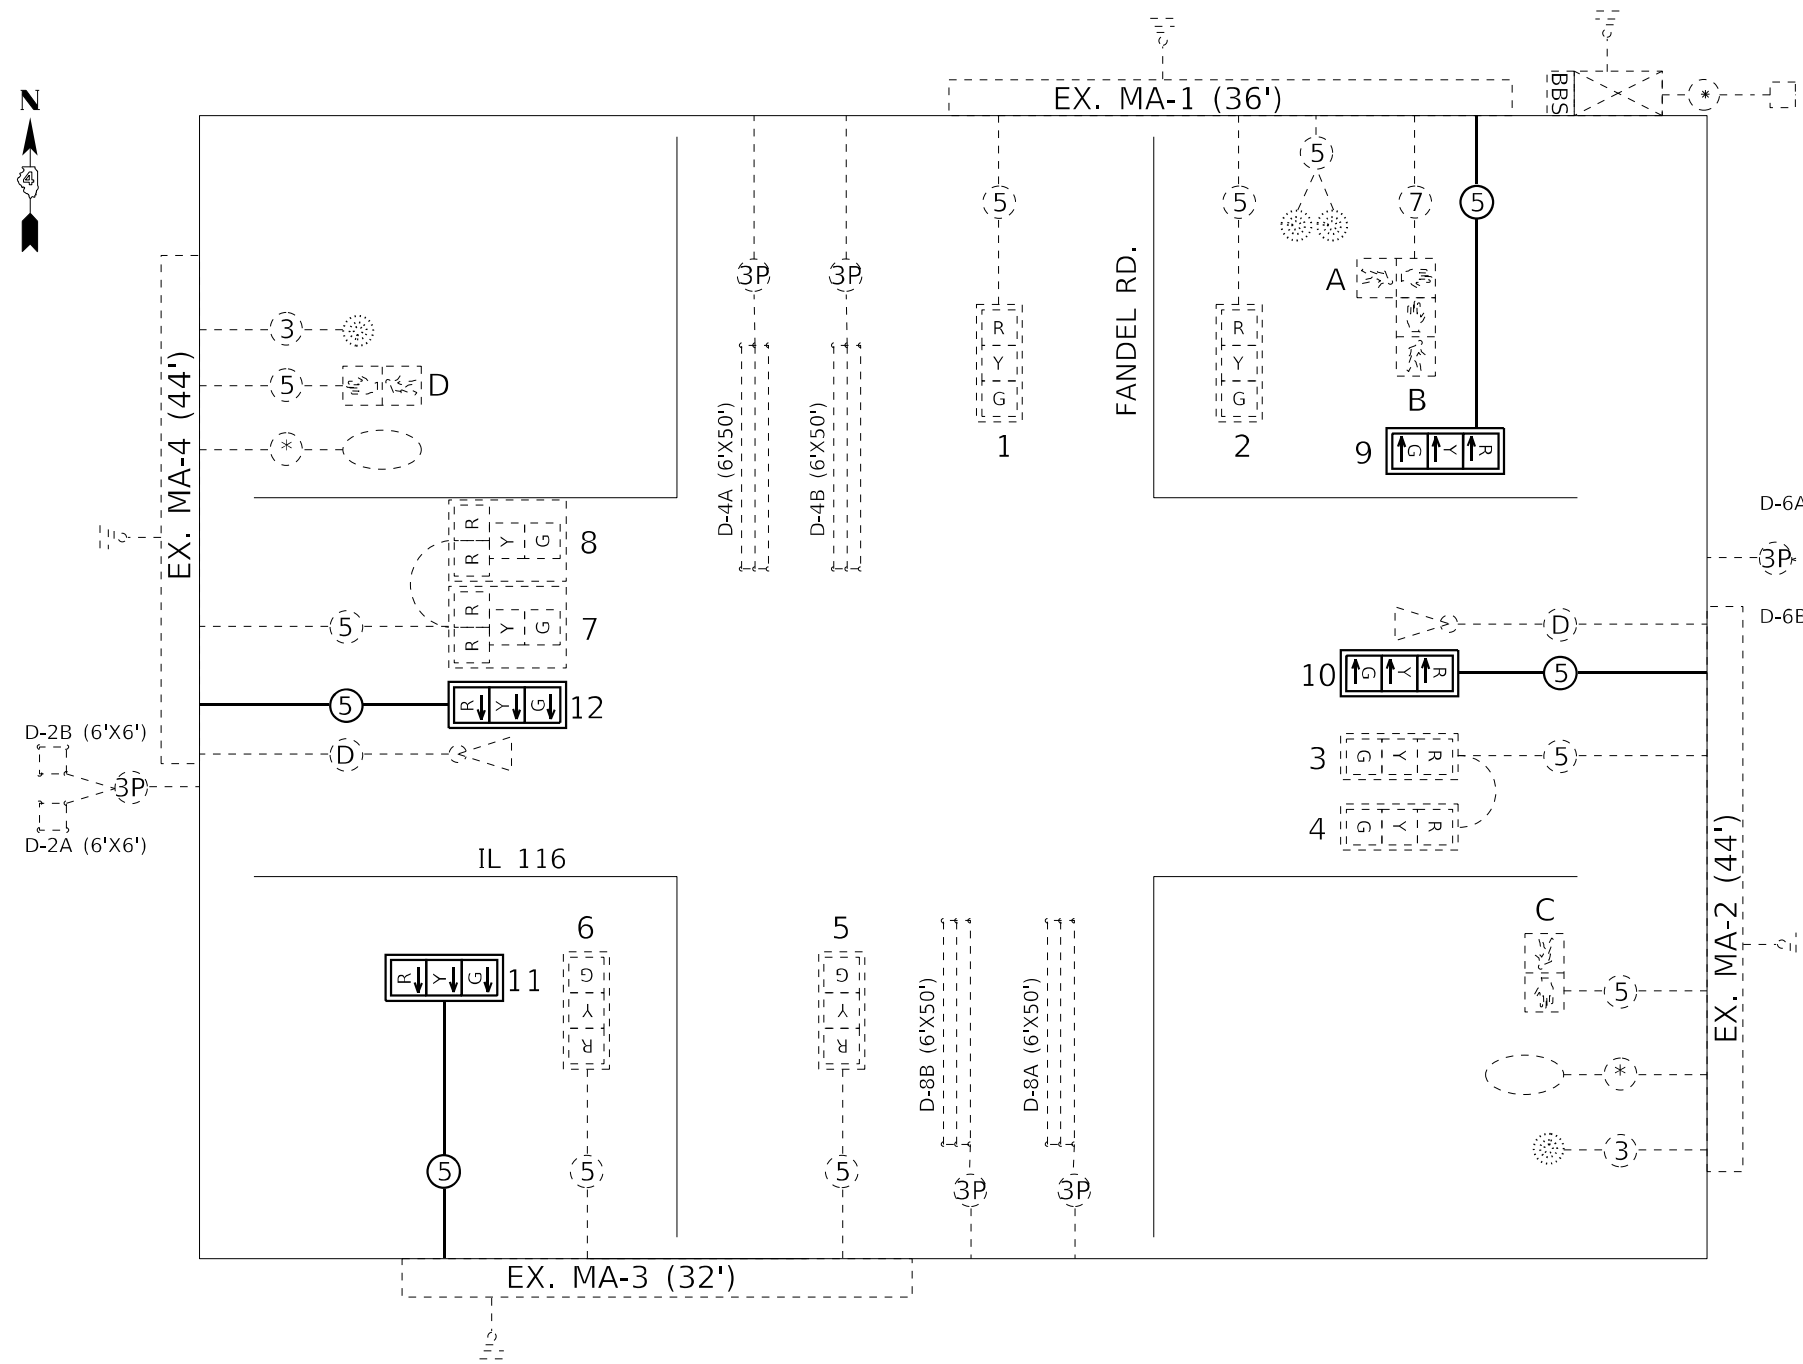 EX. MA-1 (36')
BBS
*
N
4
5
5
5
7
5
FANDEL RD.
3P
3P
A
B
R
Y
G
1
R
Y
G
2
9
G
Y
R
EX. MA-4 (44')
3
5
D
*
D-4A (6'X50')
D-4B (6'X50')
R
R
Y
G
8
R
R
Y
G
7
5
5
R
Y
G
12
D
D-2B (6'X6')
3P
D-2A (6'X6')
D-6A
3P
D-6B
D
10
G
Y
R
5
3
G
Y
R
5
4
G
Y
R
EX. MA-2 (44')
IL 116
6
G
Y
R
5
5
G
Y
R
5
R
Y
G
11
5
D-8B (6'X50')
D-8A (6'X50')
3P
3P
C
5
*
3
EX. MA-3 (32')